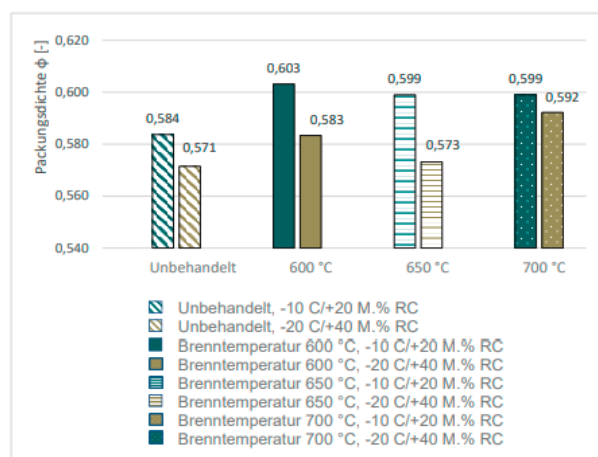 Packungsdichte Φ [-]
0,620
0,600
0,580
0,560
0,540
0,584
0,571
0,603
0,583
0,599
0,573
0,599
0,592
Unbehandelt
600 °C
650 °C
700 °C
Unbehandelt, -10 C/+20 M.% RC
Unbehandelt, -20 C/+40 M.% RC
Brenntemperatur 600 °C, -10 C/+20 M.% RC
Brenntemperatur 600 °C, -20 C/+40 M.% RC
Brenntemperatur 650 °C, -10 C/+20 M.% RC
Brenntemperatur 650 °C, -20 C/+40 M.% RC
Brenntemperatur 700 °C, -10 C/+20 M.% RC
Brenntemperatur 700 °C, -20 C/+40 M.% RC